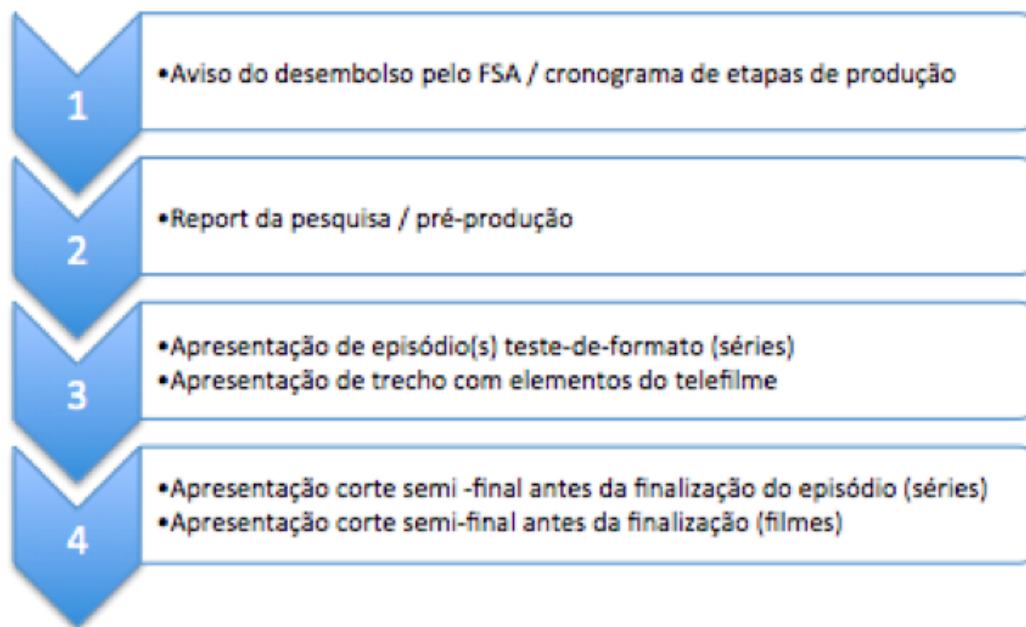 1
•Aviso do desembolso pelo FSA / cronograma de etapas de produção
2
•Report da pesquisa / pré-produção
3
•Apresentação de episódio(s) teste-de-formato (séries)
•Apresentação de trecho com elementos do telefilme
4
•Apresentação corte semi -final antes da finalização do episódio (séries)
•Apresentação corte semi-final antes da finalização (filmes)